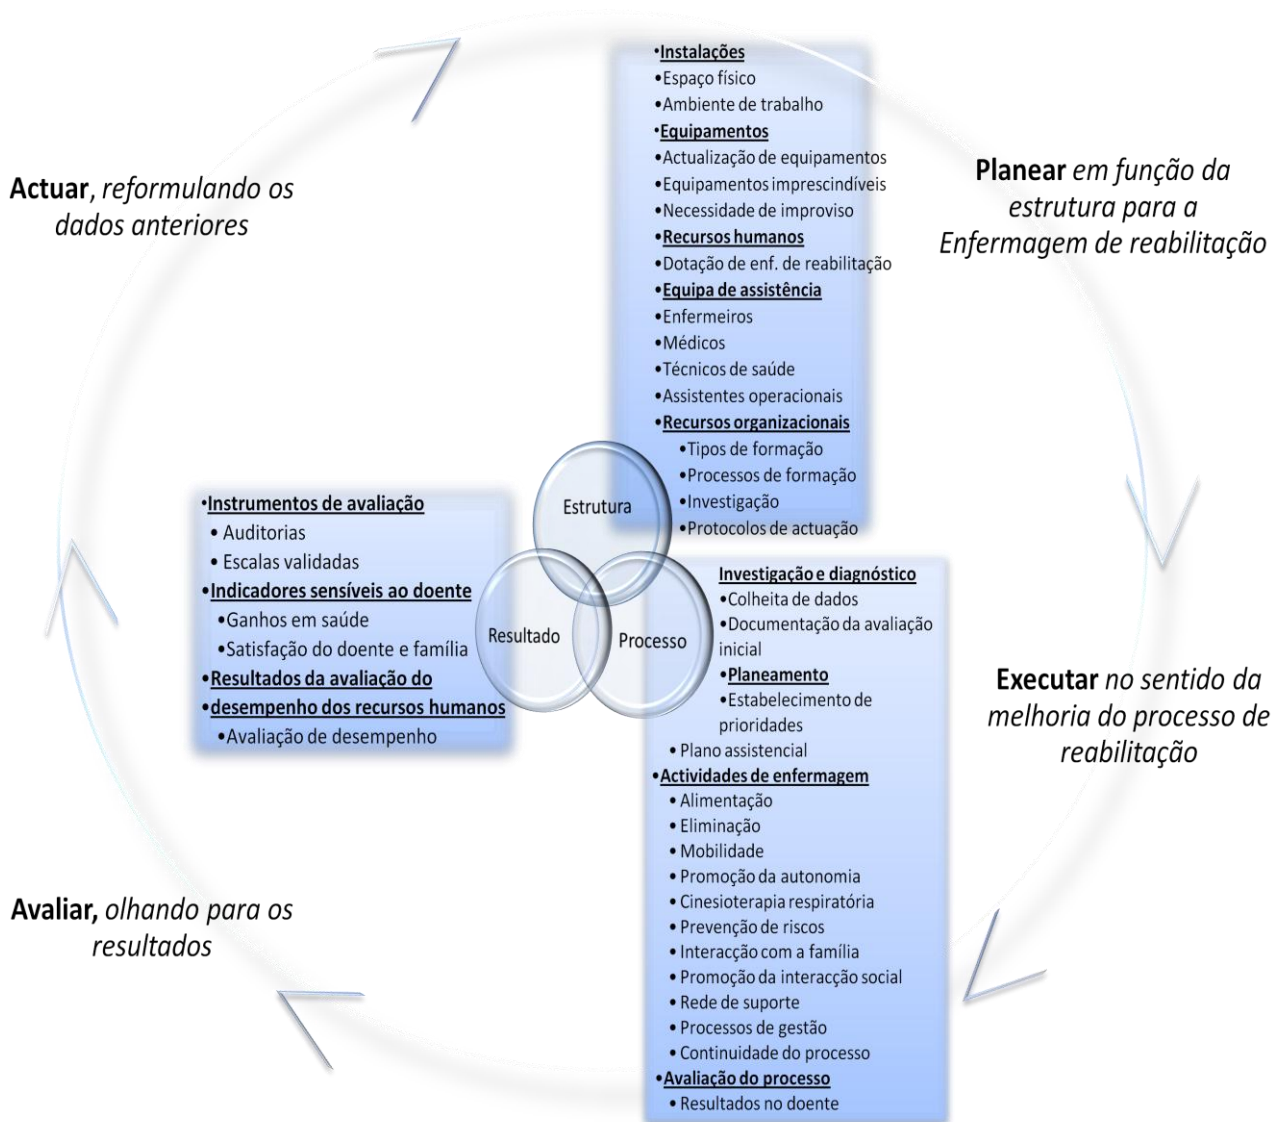 •Instalações
•Espaço físico
•Ambiente de trabalho
•Equipamentos
•Actualização de equipamentos
•Equipamentos imprescindíveis
•Necessidade de improviso
•Recursos humanos
•Dotação de enf. de reabilitação
•Equipa de assistência
•Enfermeiros
•Médicos
•Técnicos de saúde
•Assistentes operacionais
•Recursos organizacionais
•Tipos de formação
•Processos de formação
•Investigação
•Protocolos de actuação
Planear em função da
estrutura para a
Enfermagem de reabilitação
Actuar, reformulando os
dados anteriores
Estrutura
Resultado
Processo
•Instrumentos de avaliação
• Auditorias
• Escalas validadas
•Indicadores sensíveis ao doente
•Ganhos em saúde
•Satisfação do doente e família
•Resultados da avaliação do
•desempenho dos recursos humanos
•Avaliação de desempenho
Investigação e diagnóstico
•Colheita de dados
•Documentação da avaliação
inicial
•Planeamento
•Estabelecimento de
prioridades
• Plano assistencial
•Actividades de enfermagem
• Alimentação
• Eliminação
• Mobilidade
• Promoção da autonomia
• Cinesioterapia respiratória
• Prevenção de riscos
• Interacção com a família
• Promoção da interacção social
• Rede de suporte
• Processos de gestão
• Continuidade do processo
•Avaliação do processo
• Resultados no doente
Executar no sentido da
melhoria do processo de
reabilitação
Avaliar, olhando para os
resultados